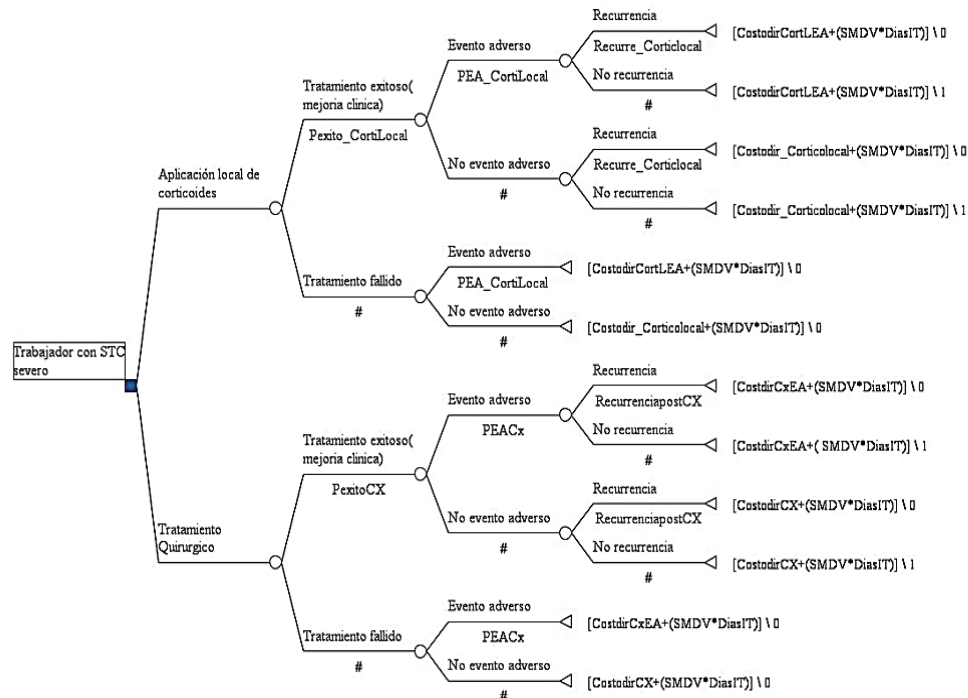 Recurrencia
Recurre_Corticlocal
[CostodirCortLEA+(SMDV*DiasIT)] \ 0
Evento adverso
PEA_CortiLocal
No recurrencia
#
[CostodirCortLEA+(SMDV*DiasIT)] \ 1
Tratamiento exitoso(
mejoria clinica)
Pexito_CortiLocal
Recurrencia
Recurre_Corticlocal
[Costodir_Corticolocal+(SMDV*DiasIT)] \ 0
No evento adverso
#
No recurrencia
#
[Costodir_Corticolocal+(SMDV*DiasIT)] \ 1
Aplicación local de
corticoides
Evento adverso
PEA_CortiLocal
[CostodirCortLEA+(SMDV*DiasIT)] \ 0
Tratamiento fallido
#
No evento adverso
#
[Costodir_Corticolocal+(SMDV*DiasIT)] \ 0
Trabajador con STC
severo
Recurrencia
RecurrenciapostCX
[CostdirCxEA+(SMDV*DiasIT)] \ 0
Evento adverso
PEACx
No recurrencia
#
[CostdirCxEA+( SMDV*DiasIT)] \ 1
Tratamiento exitoso(
mejoria clinica)
PexitoCX
Recurrencia
RecurrenciapostCX
[CostodirCX+(SMDV*DiasIT)] \ 0
No evento adverso
#
No recurrencia
#
[CostodirCX+(SMDV*DiasIT)] \ 1
Tratamiento
Quirurgico
Evento adverso
PEACx
[CostdirCxEA+(SMDV*DiasIT)] \ 0
Tratamiento fallido
#
No evento adverso
#
[CostodirCX+(SMDV*DiasIT)] \ 0